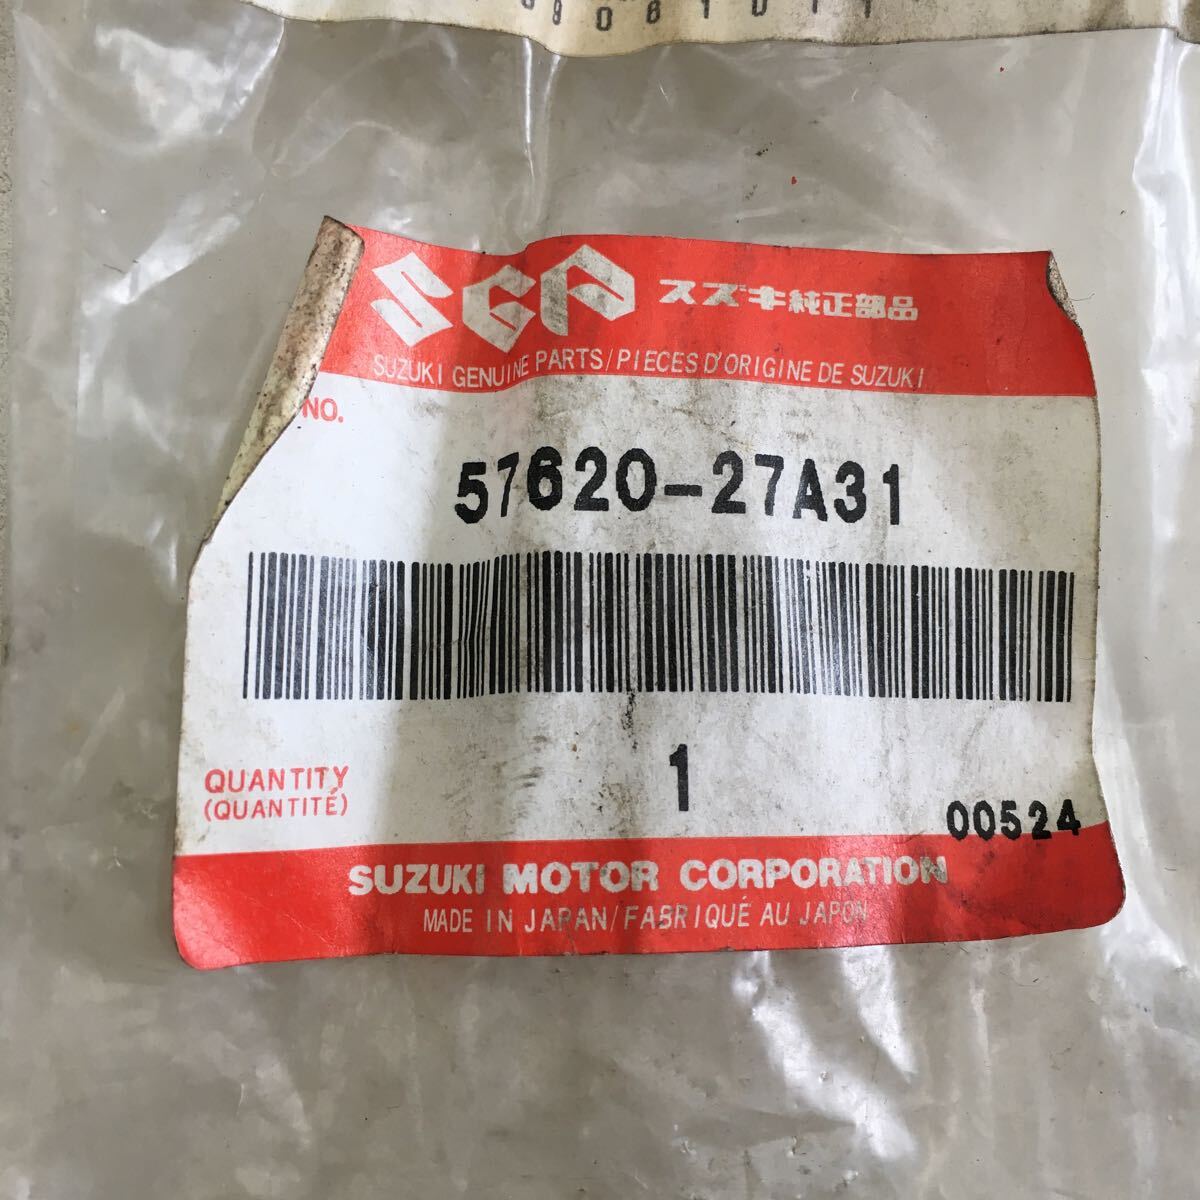 SGP スズキ純正部品
SUZUKI GENUINE PARTS/PIECES D'ORIGINE DE SUZUKI
NO.
57620-27A31
QUANTITY
(QUANTITÉ)
1
00524
SUZUKI MOTOR CORPORATION
MADE IN JAPAN/FABRIQUÉ AU JAPON